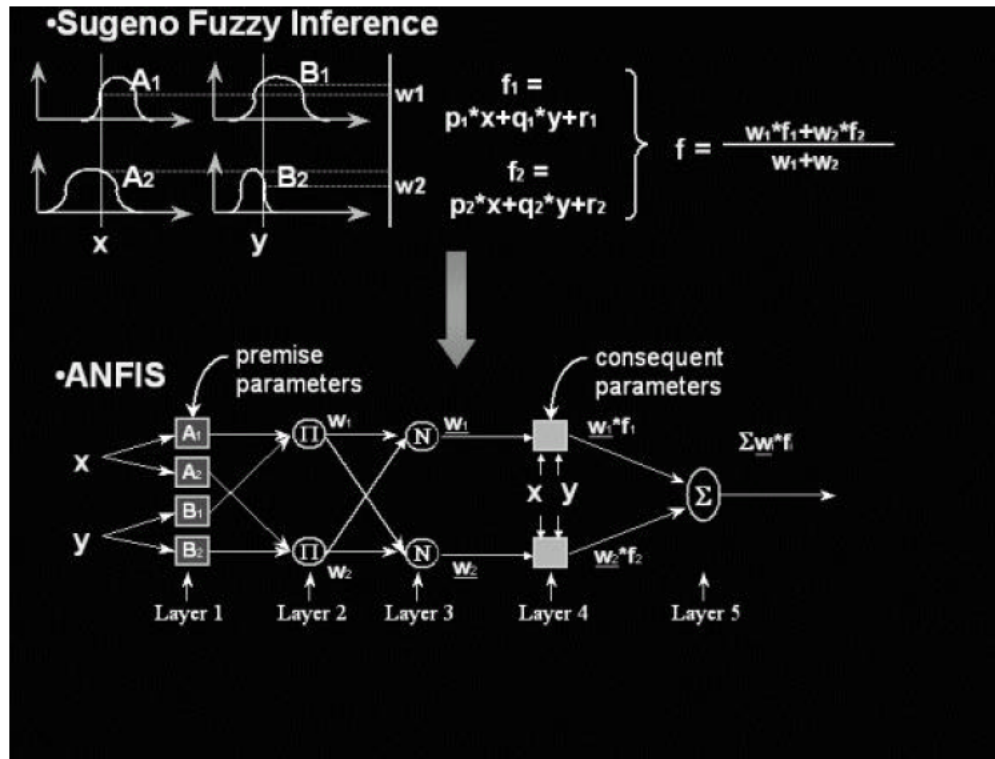 •Sugeno Fuzzy Inference
A1
B1
w1
f1 =
p1*x+q1*y+r1
A2
B2
w2
f2 =
p2*x+q2*y+r2
f = w1*f1+w2*f2
w1+w2
x
y
•ANFIS
premise
parameters
consequent
parameters
A1
Π
w1
N
w1
w1*f1
Σwi*fi
x
A2
x y
Σ
y
B1
B2
Π
w2
N
w2
w2*f2
Layer 1
Layer 2
Layer 3
Layer 4
Layer 5